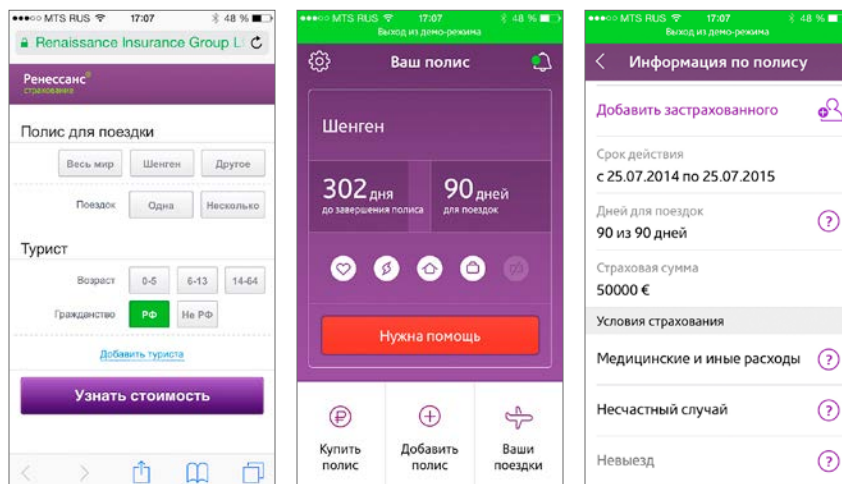 MTS RUS 17:07 48 %
Renaissance Insurance Group L
Ренессанс
страхование
Полис для поездки
Весь мир Шенген Другое
Поездок Одна Несколько
Турист
Возраст 0-5 6-13 14-64
Гражданство РФ Не РФ
Добавить туриста
Узнать стоимость
MTS RUS 17:07 48 %
Выход из демо-режима
Ваш полис
Шенген
302 дня
до завершения полиса
90 дней
для поездок
Нужна помощь
Купить полис
Добавить полис
Ваши поездки
MTS RUS 17:07 48 %
Выход из демо-режима
Информация по полису
Добавить застрахованного
Срок действия
с 25.07.2014 по 25.07.2015
Дней для поездок
90 из 90 дней
?
Страховая сумма
50000 €
Условия страхования
Медицинские и иные расходы ?
Несчастный случай ?
Невыезд ?